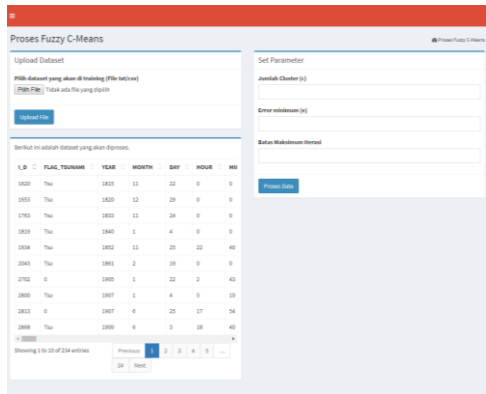 Proses Fuzzy C-Means
Proses Fuzzy C-Means
Upload Dataset
Pilih dataset yang akan di training (File txt/csv)
Pilih File Tidak ada file yang dipilih
Upload File
Berikut ini adalah dataset yang akan diproses.
I_D FLAG_TSUNAMI YEAR MONTH DAY HOUR MII
1620 Tsu 1815 11 22 0 0
1653 Tsu 1820 12 29 0 0
1763 Tsu 1833 11 24 0 0
1819 Tsu 1840 1 4 0 0
1934 Tsu 1852 11 25 22 40
2043 Tsu 1861 2 16 0 0
2702 0 1905 1 22 2 43
2800 Tsu 1907 1 4 5 19
2813 0 1907 6 25 17 54
2868 Tsu 1909 6 3 18 40
Showing 1 to 10 of 234 entries
Previous 1 2 3 4 5 ...
24 Next
Set Parameter
Jumlah Cluster (c)
Error minimum (e)
Batas Maksimum Iterasi
Proses Data